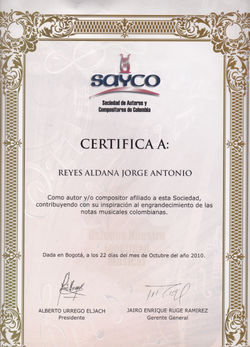 SAYCO
Sociedad de Autores y
Compositores de Colombia
CERTIFICA A:
REYES ALDANA JORGE ANTONIO
Como autor y/o compositor afiliado a esta Sociedad,
contribuyendo con su inspiración al engrandecimiento de las
notas musicales colombianas.
Dada en Bogotá, a los 22 días del mes de Octubre del año 2010.
ALBERTO URREGO ELJACH
Presidente
JAIRO ENRIQUE RUGE RAMIREZ
Gerente General